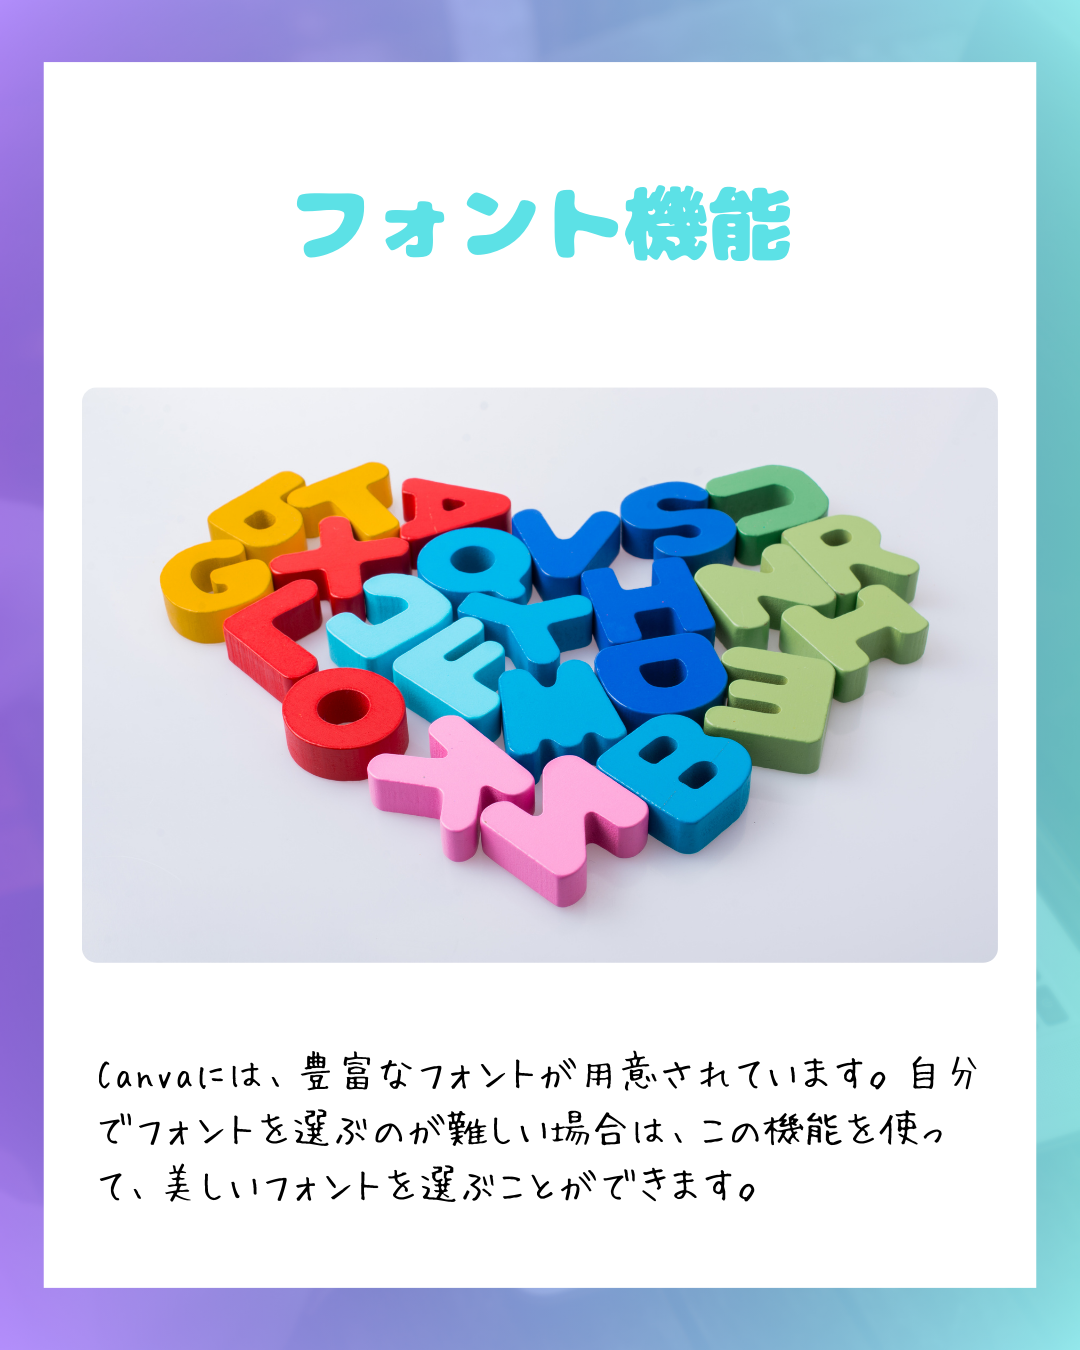 フォント機能
G B T A V S U
X Q H N R
L J Y D I
O F E
Y M B
Canvaには、豊富なフォントが用意されています。自分
でフォントを選ぶのが難しい場合は、この機能を使っ
て、美しいフォントを選ぶことができます。